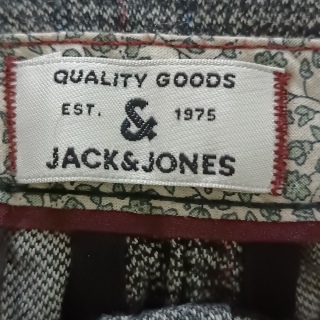 QUALITY GOODS
EST. & 1975
JACK&JONES